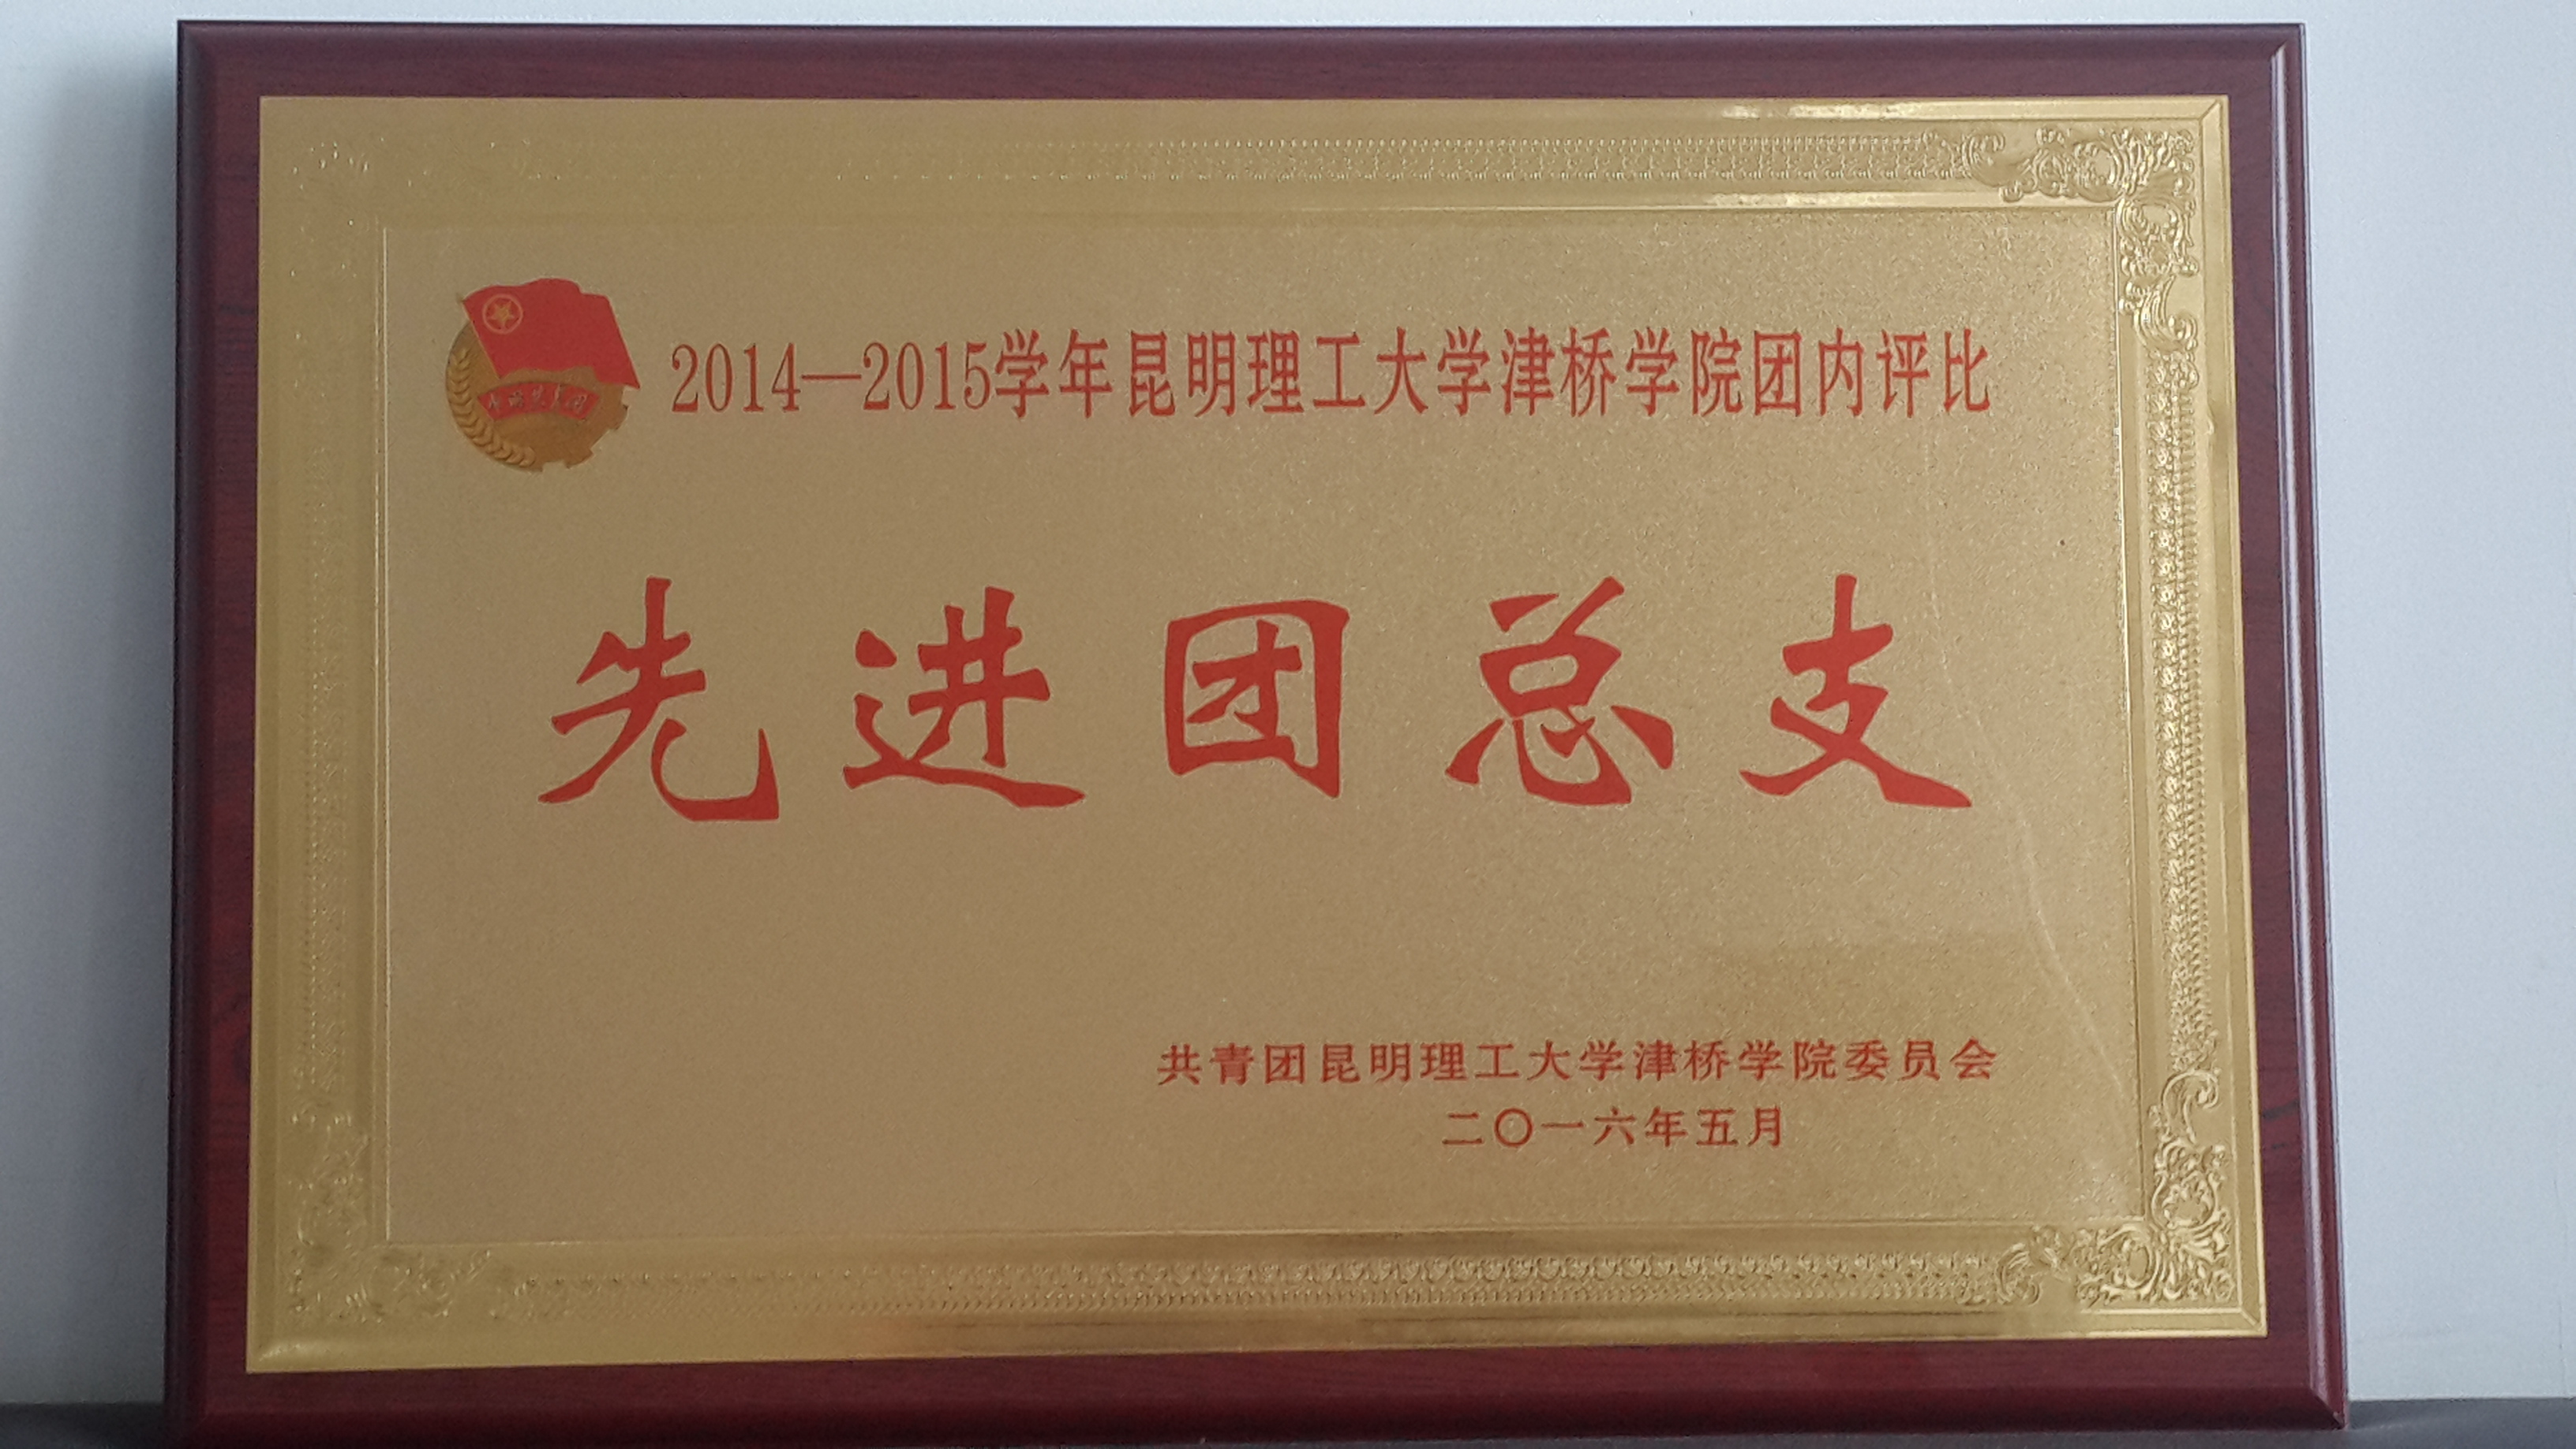 2014—2015学年昆明理工大学津桥学院团内评比
先进团总支
共青团昆明理工大学津桥学院委员会
二〇一六年五月